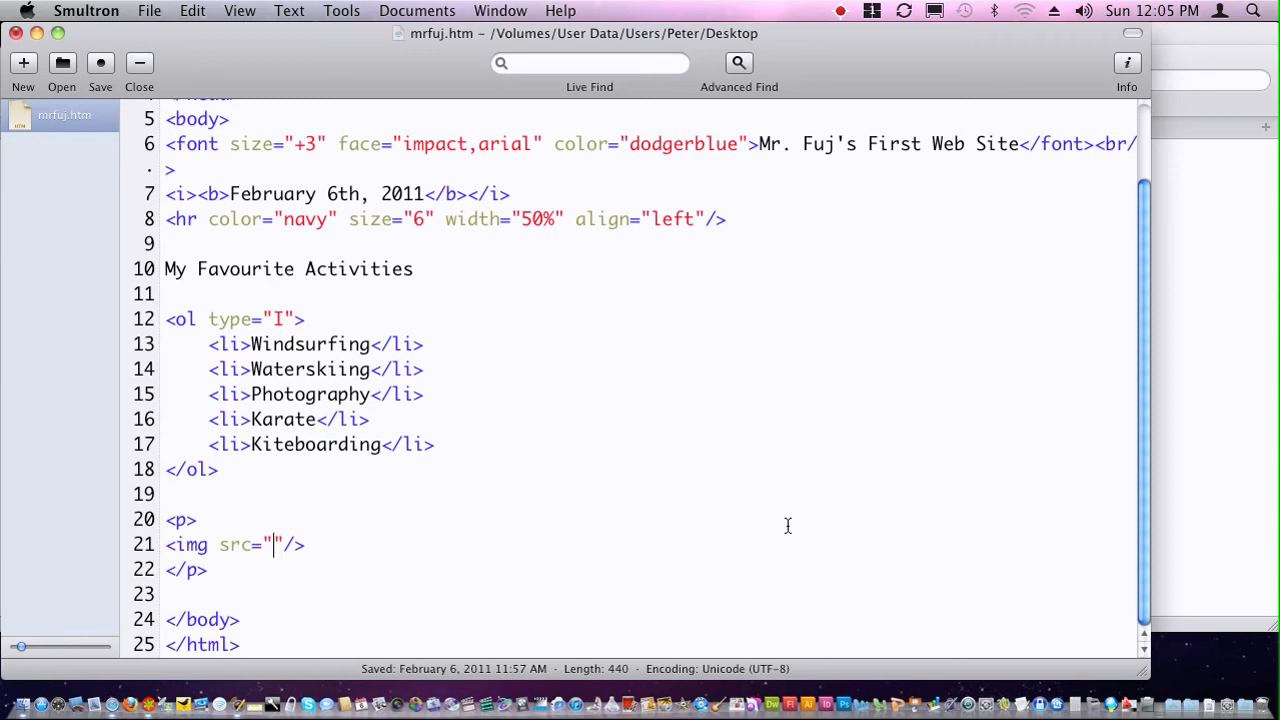 Smultron File Edit View Text Tools Documents Window Help Sun 12:05 PM
mrfuj.htm – /Volumes/User Data/Users/Peter/Desktop
New Open Save Close Live Find Advanced Find Info
mrfuj.htm
5 <body>
6 <font size="+3" face="impact,arial" color="dodgerblue">Mr. Fuj's First Web Site</font><br/
· >
7 <i><b>February 6th, 2011</b></i>
8 <hr color="navy" size="6" width="50%" align="left"/>
9
10 My Favourite Activities
11
12 <ol type="I">
13 <li>Windsurfing</li>
14 <li>Waterskiing</li>
15 <li>Photography</li>
16 <li>Karate</li>
17 <li>Kiteboarding</li>
18 </ol>
19
20 <p>
21 <img src=""/>
22 </p>
23
24 </body>
25 </html>
Saved: February 6, 2011 11:57 AM - Length: 440 - Encoding: Unicode (UTF-8)